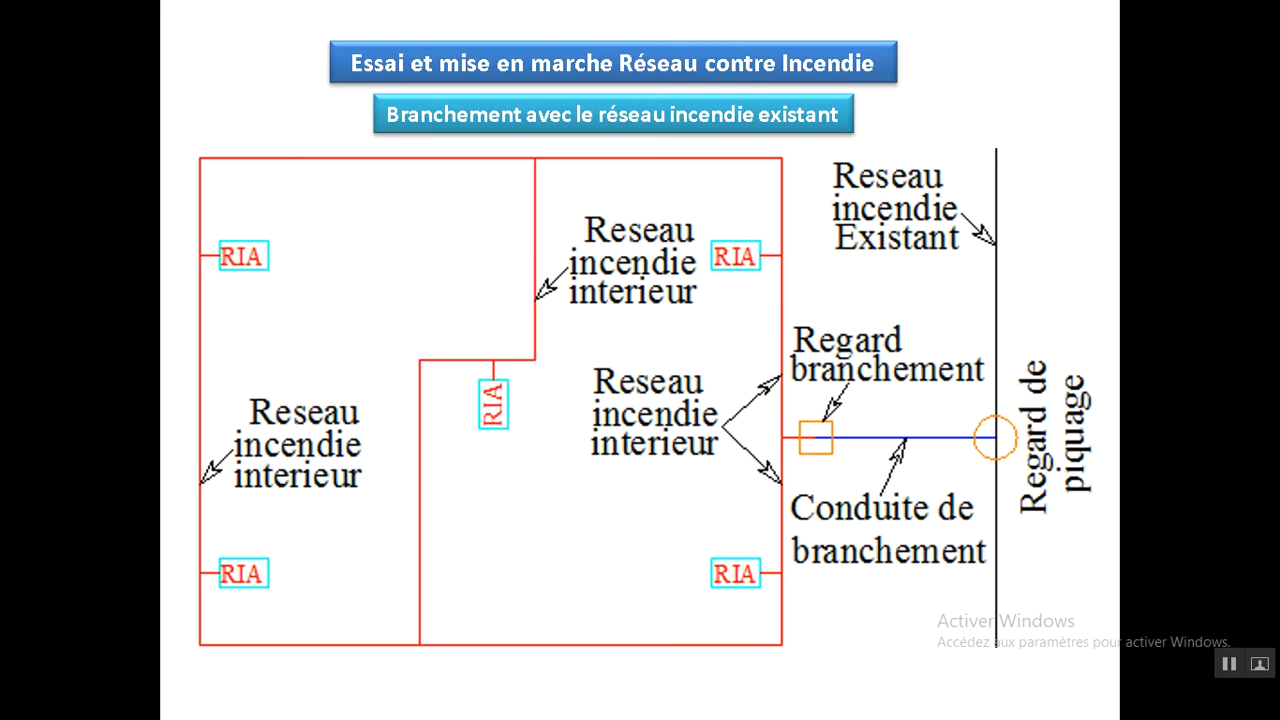 Essai et mise en marche Réseau contre Incendie
Branchement avec le réseau incendie existant
Reseau
incendie
Existant
Reseau
incendie
interieur
RIA
RIA
Regard
branchement
Reseau
incendie
interieur
RIA
Reseau
incendie
interieur
Regard de
piquage
Conduite de
branchement
RIA
RIA
Activer Windows
Accédez aux paramètres pour activer Windows.